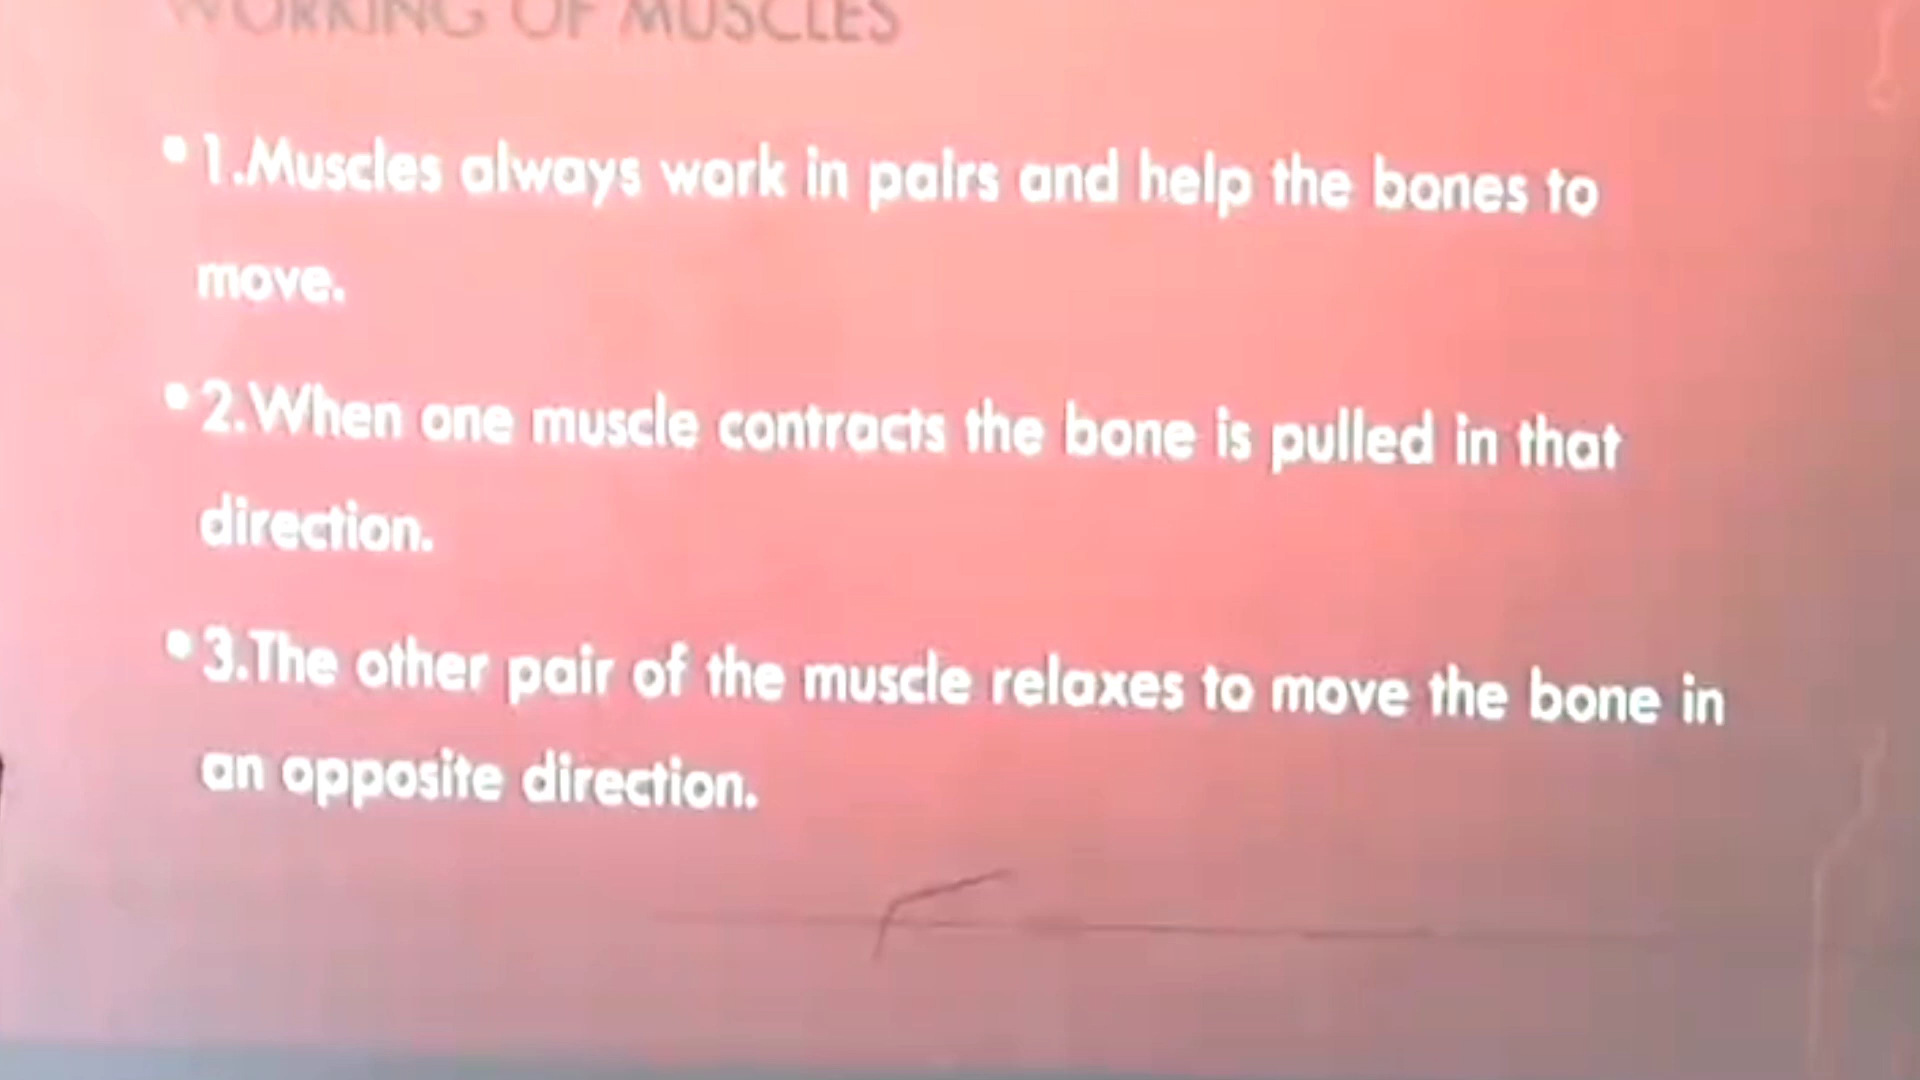 WORKING OF MUSCLES
• 1.Muscles always work in pairs and help the bones to
move.
• 2.When one muscle contracts the bone is pulled in that
direction.
• 3.The other pair of the muscle relaxes to move the bone in
an opposite direction.